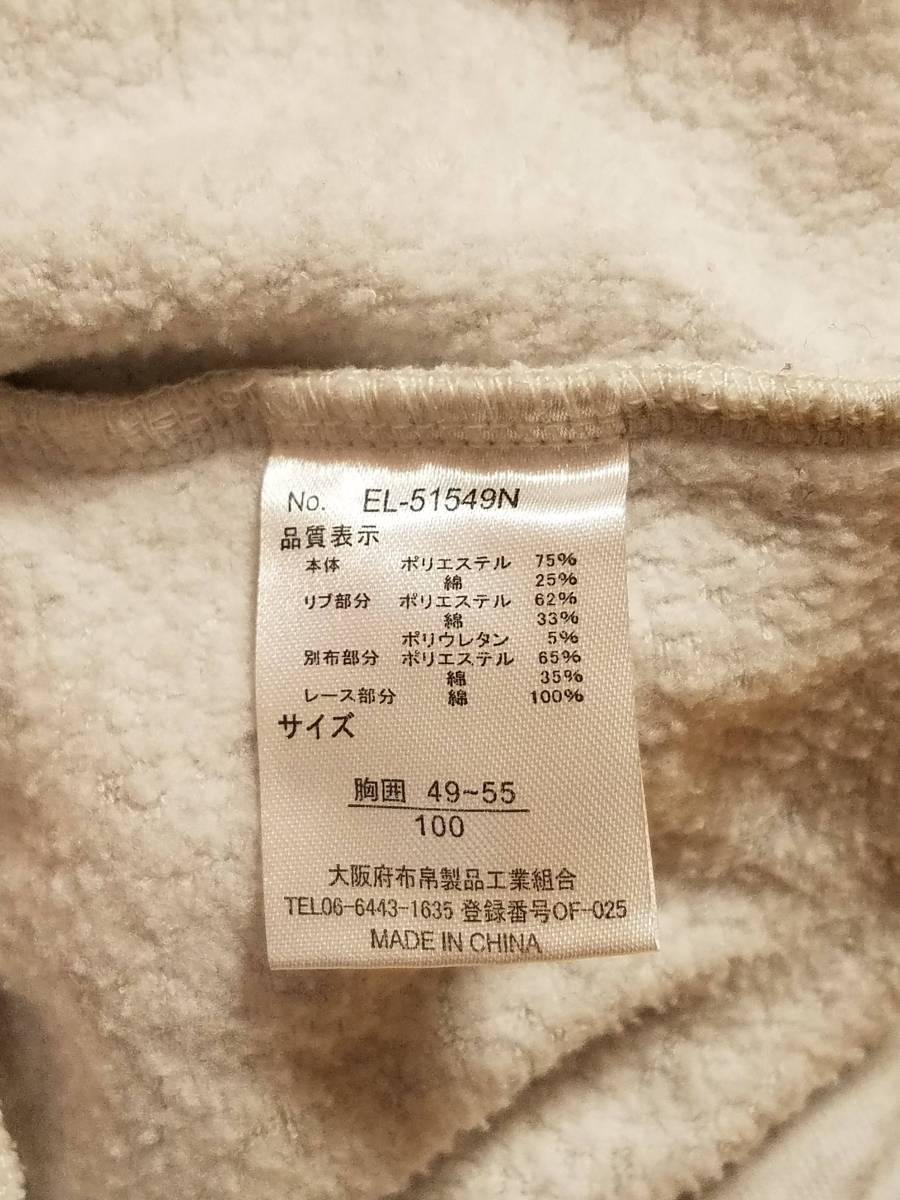 No. EL-51549N
品質表示
本体 ポリエステル 75%
綿 25%
リブ部分 ポリエステル 62%
綿 33%
ポリウレタン 5%
別布部分 ポリエステル 65%
綿 35%
レース部分 綿 100%
サイズ
胸囲 49~55
100
大阪府布帛製品工業組合
TEL06-6443-1635 登録番号OF-025
MADE IN CHINA